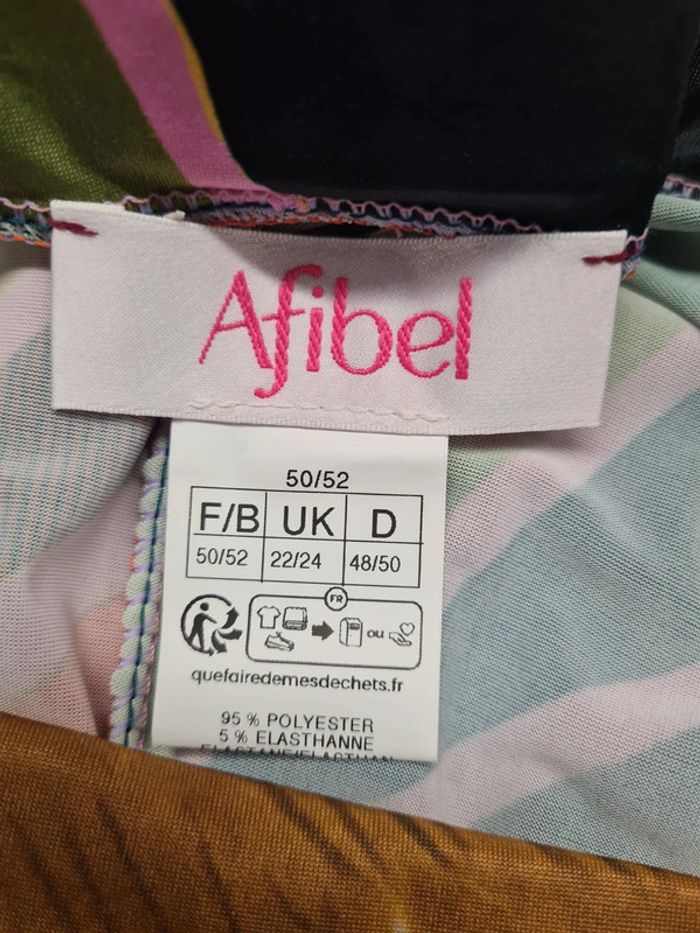 Afibel
50/52
F/B UK D
50/52 22/24 48/50
FR
ou
quefairedemesdechets.fr
95 % POLYESTER
5 % ELASTHANNE